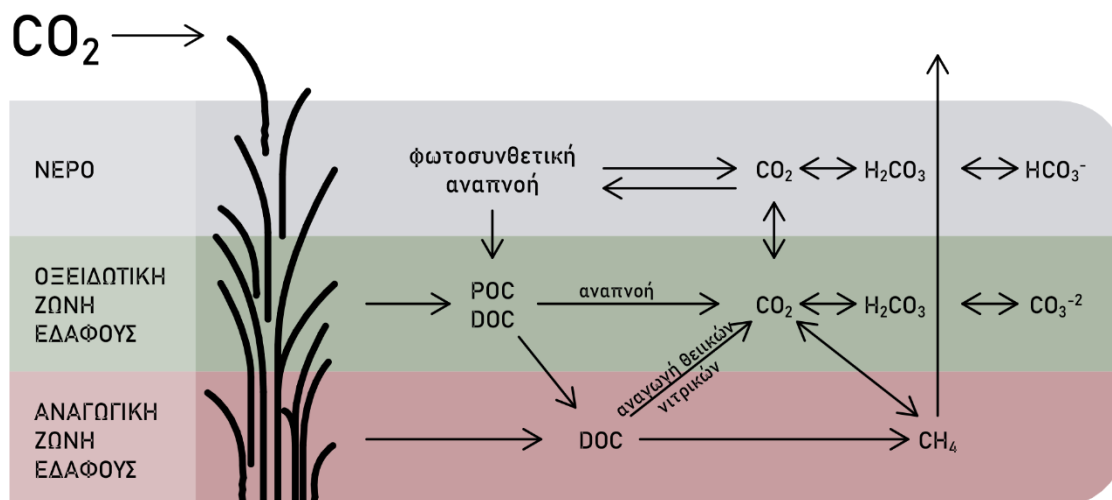 CO₂
ΝΕΡΟ
φωτοσυνθετική
αναπνοή
CO₂
H₂CO₃
HCO₃⁻
ΟΞΕΙΔΩΤΙΚΗ
ΖΩΝΗ
ΕΔΑΦΟΥΣ
POC
DOC
αναπνοή
CO₂
H₂CO₃
CO₃⁻²
αναγωγή θειικών
νιτρικών
ΑΝΑΓΩΓΙΚΗ
ΖΩΝΗ
ΕΔΑΦΟΥΣ
DOC
CH₄